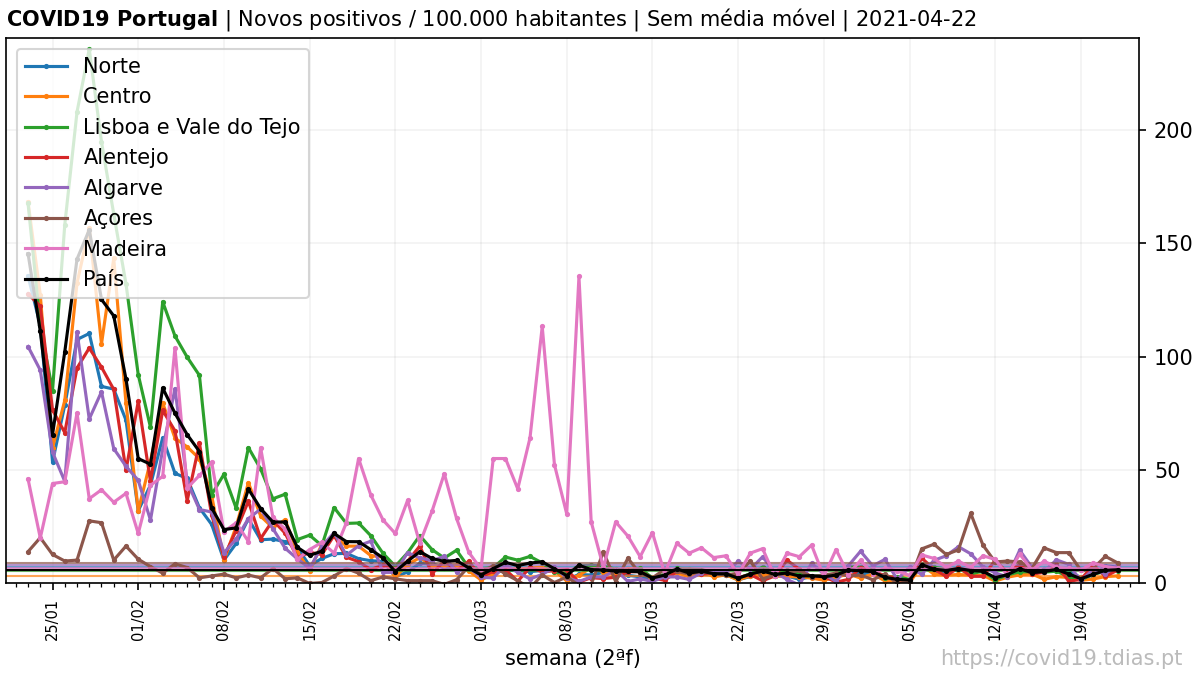 COVID19 Portugal | Novos positivos / 100.000 habitantes | Sem média móvel | 2021-04-22
Norte
Centro
Lisboa e Vale do Tejo
Alentejo
Algarve
Açores
Madeira
País
200
150
100
50
0
25/01
01/02
08/02
15/02
22/02
01/03
08/03
15/03
22/03
29/03
05/04
12/04
19/04
semana (2ªf)
https://covid19.tdias.pt